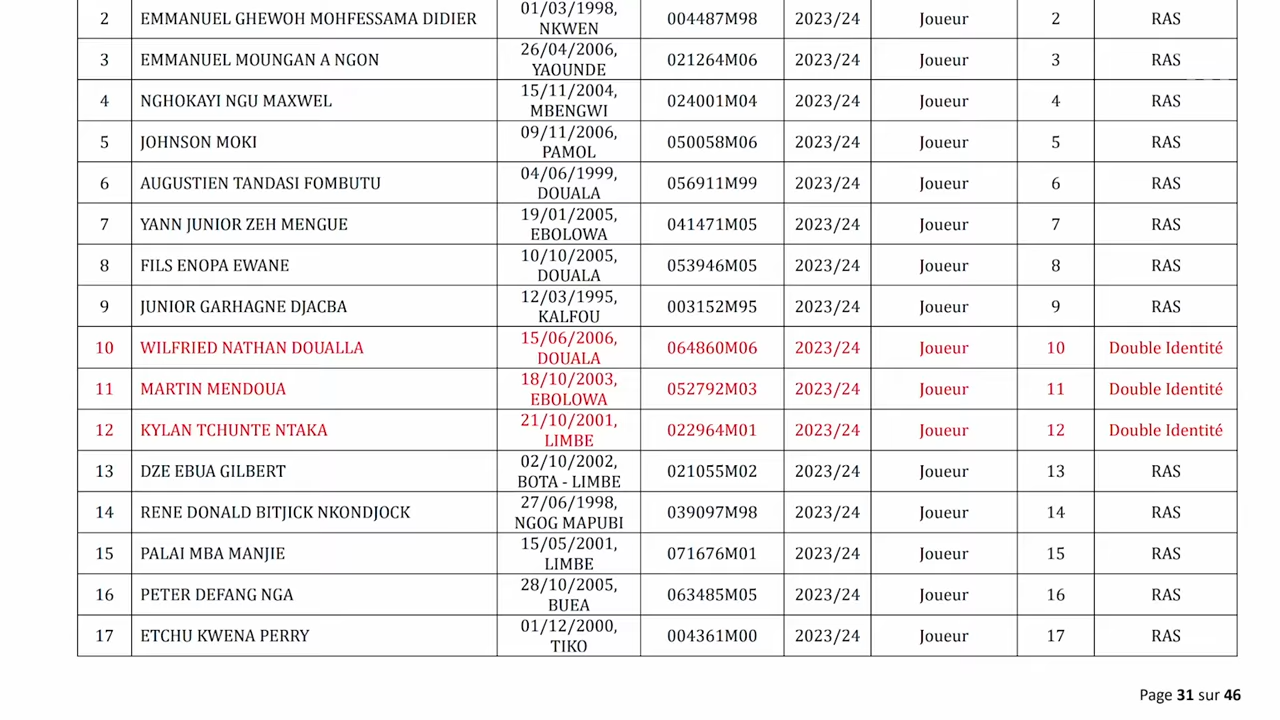 2 EMMANUEL GHEWOH MOHFESSAMA DIDIER 01/03/1998, NKWEN 004487M98 2023/24 Joueur 2 RAS
3 EMMANUEL MOUNGAN A NGON 26/04/2006, YAOUNDE 021264M06 2023/24 Joueur 3 RAS
4 NGHOKAYI NGU MAXWEL 15/11/2004, MBENGWI 024001M04 2023/24 Joueur 4 RAS
5 JOHNSON MOKI 09/11/2006, PAMOL 050058M06 2023/24 Joueur 5 RAS
6 AUGUSTIEN TANDASI FOMBUTU 04/06/1999, DOUALA 056911M99 2023/24 Joueur 6 RAS
7 YANN JUNIOR ZEH MENGUE 19/01/2005, EBOLOWA 041471M05 2023/24 Joueur 7 RAS
8 FILS ENOPA EWANE 10/10/2005, DOUALA 053946M05 2023/24 Joueur 8 RAS
9 JUNIOR GARHAGNE DJACBA 12/03/1995, KALFOU 003152M95 2023/24 Joueur 9 RAS
10 WILFRIED NATHAN DOUALLA 15/06/2006, DOUALA 064860M06 2023/24 Joueur 10 Double Identité
11 MARTIN MENDOUA 18/10/2003, EBOLOWA 052792M03 2023/24 Joueur 11 Double Identité
12 KYLAN TCHUNTE NTAKA 21/10/2001, LIMBE 022964M01 2023/24 Joueur 12 Double Identité
13 DZE EBUA GILBERT 02/10/2002, BOTA - LIMBE 021055M02 2023/24 Joueur 13 RAS
14 RENE DONALD BITJICK NKONDJOCK 27/06/1998, NGOG MAPUBI 039097M98 2023/24 Joueur 14 RAS
15 PALAI MBA MANJIE 15/05/2001, LIMBE 071676M01 2023/24 Joueur 15 RAS
16 PETER DEFANG NGA 28/10/2005, BUEA 063485M05 2023/24 Joueur 16 RAS
17 ETCHU KWENA PERRY 01/12/2000, TIKO 004361M00 2023/24 Joueur 17 RAS
Page 31 sur 46